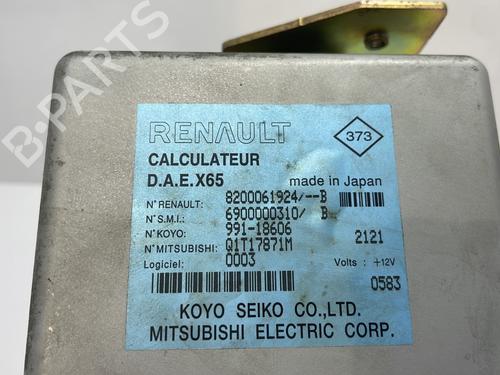 RENAULT
373
CALCULATEUR
D.A.E.X65 made in Japan
N° RENAULT: 8200061924/--B
N° S.M.I.: 6900000310/ B
N° KOYO: 991-18606 2121
N° MITSUBISHI: Q1T17871M
Logiciel: 0003 Volts : +12V
0583
KOYO SEIKO CO.,LTD.
MITSUBISHI ELECTRIC CORP.
B-PARTS